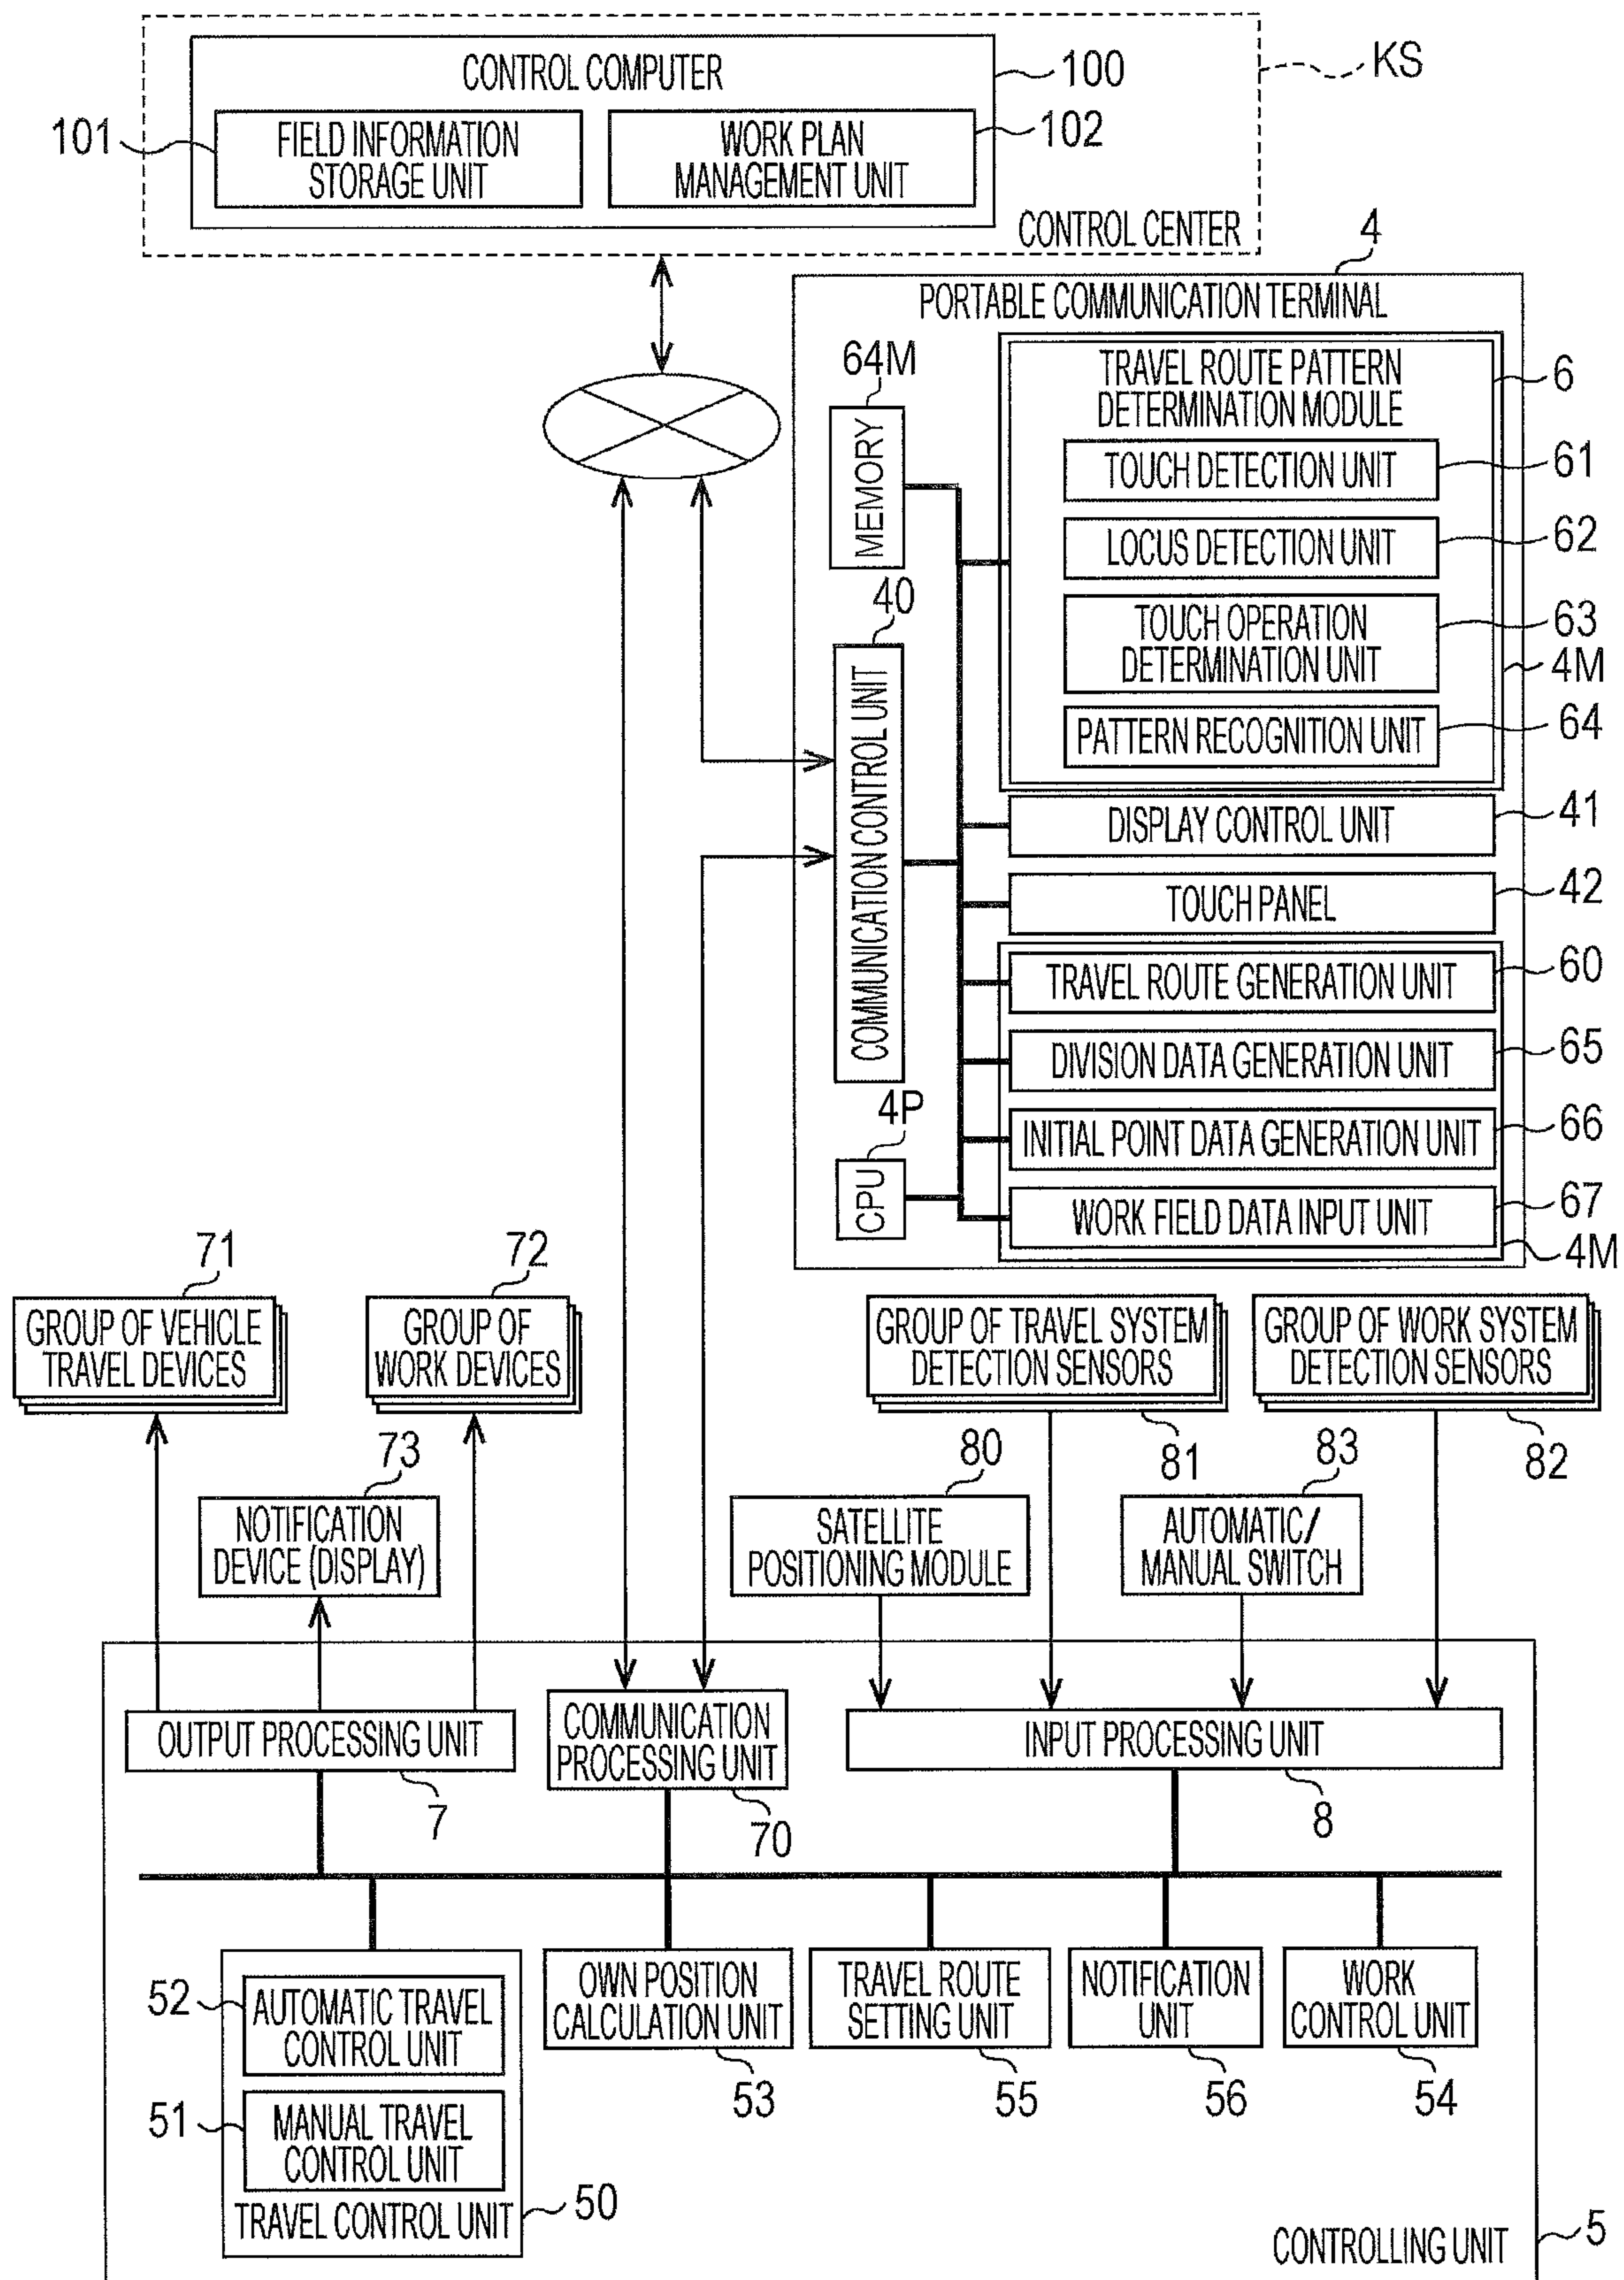 CONTROL COMPUTER
100
KS
101
FIELD INFORMATION
STORAGE UNIT
WORK PLAN
MANAGEMENT UNIT
102
CONTROL CENTER
4
PORTABLE COMMUNICATION TERMINAL
64M
MEMORY
TRAVEL ROUTE PATTERN
DETERMINATION MODULE
6
TOUCH DETECTION UNIT
61
LOCUS DETECTION UNIT
62
40
COMMUNICATION CONTROL UNIT
TOUCH OPERATION
DETERMINATION UNIT
63
4M
PATTERN RECOGNITION UNIT
64
DISPLAY CONTROL UNIT
41
TOUCH PANEL
42
TRAVEL ROUTE GENERATION UNIT
60
DIVISION DATA GENERATION UNIT
65
4P
CPU
INITIAL POINT DATA GENERATION UNIT
66
WORK FIELD DATA INPUT UNIT
67
4M
71
GROUP OF VEHICLE
TRAVEL DEVICES
72
GROUP OF
WORK DEVICES
GROUP OF TRAVEL SYSTEM
DETECTION SENSORS
81
GROUP OF WORK SYSTEM
DETECTION SENSORS
82
73
NOTIFICATION
DEVICE (DISPLAY)
80
SATELLITE
POSITIONING MODULE
83
AUTOMATIC/
MANUAL SWITCH
OUTPUT PROCESSING UNIT
7
COMMUNICATION
PROCESSING UNIT
70
INPUT PROCESSING UNIT
8
52
AUTOMATIC TRAVEL
CONTROL UNIT
51
MANUAL TRAVEL
CONTROL UNIT
TRAVEL CONTROL UNIT
50
OWN POSITION
CALCULATION UNIT
53
TRAVEL ROUTE
SETTING UNIT
55
NOTIFICATION
UNIT
56
WORK
CONTROL UNIT
54
CONTROLLING UNIT
5